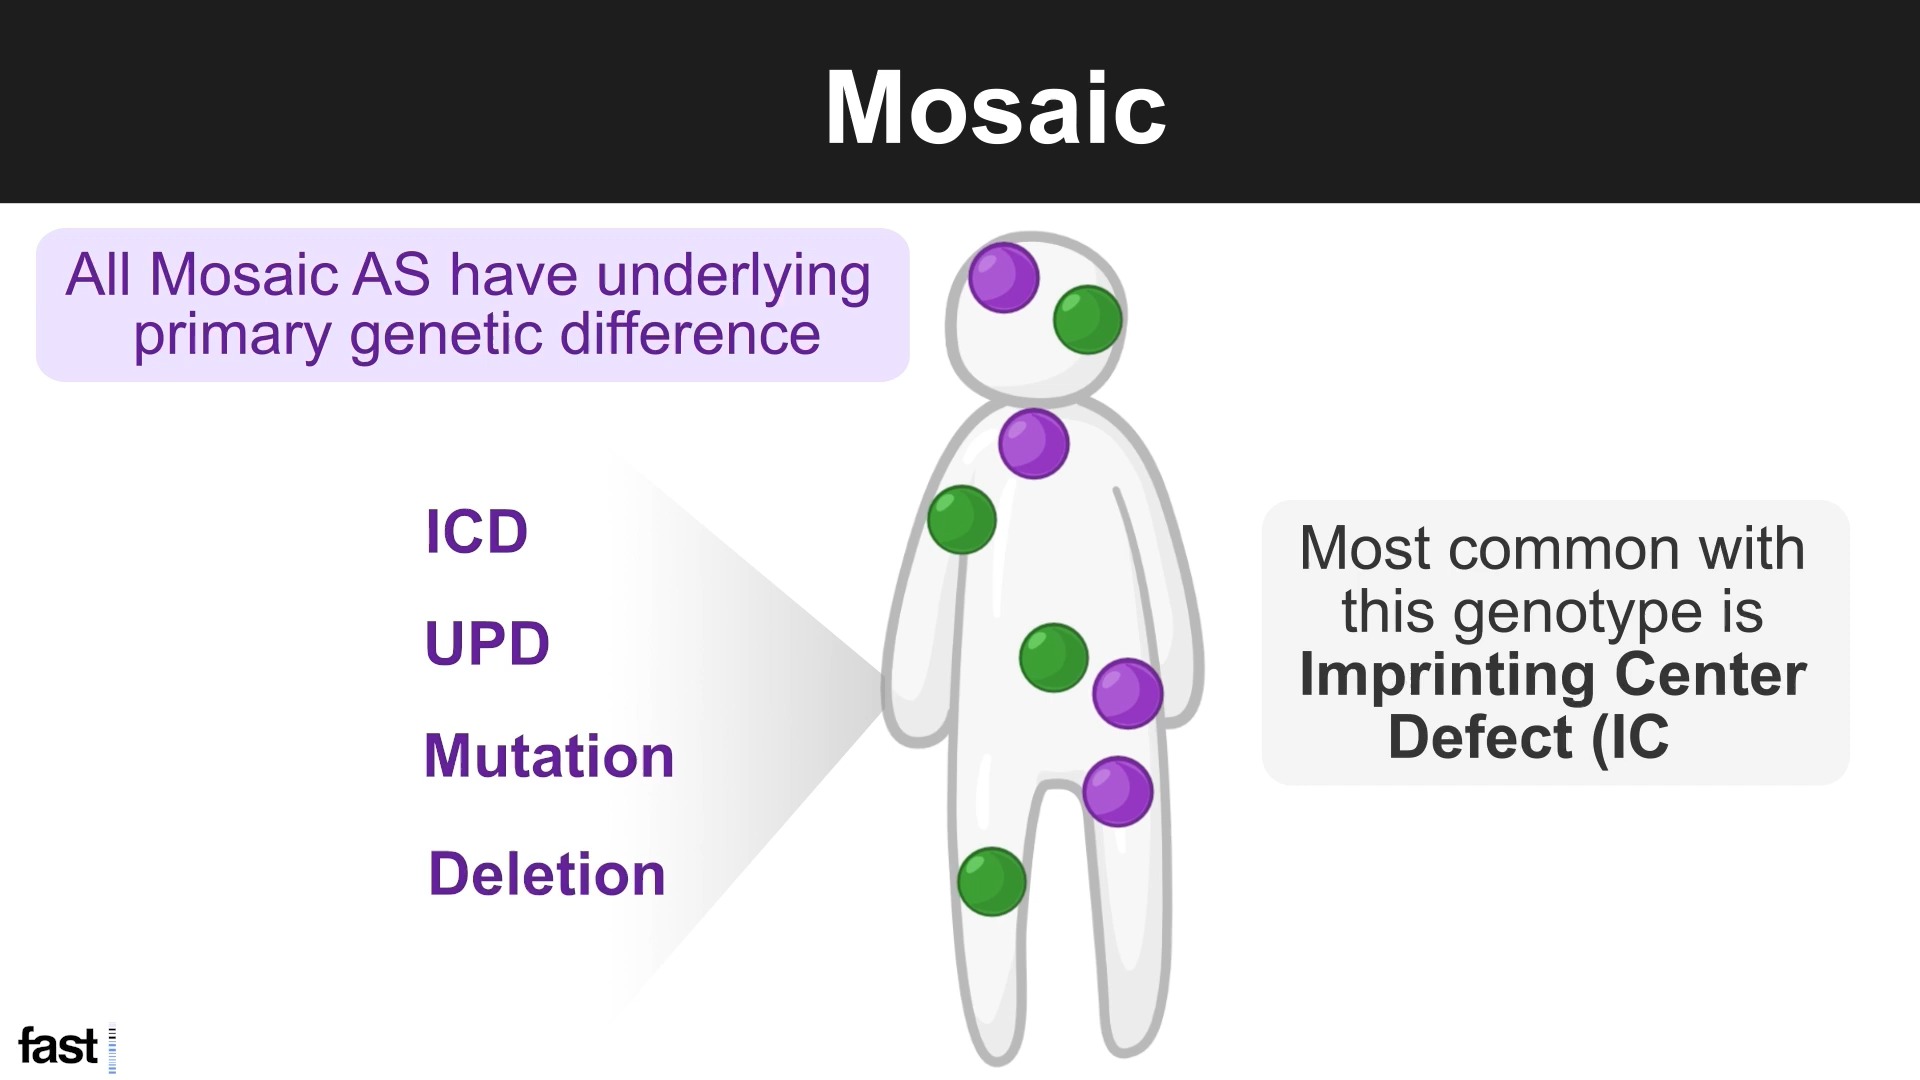 Mosaic
All Mosaic AS have underlying
primary genetic difference
ICD
UPD
Mutation
Deletion
Most common with
this genotype is
Imprinting Center
Defect (IC
fast